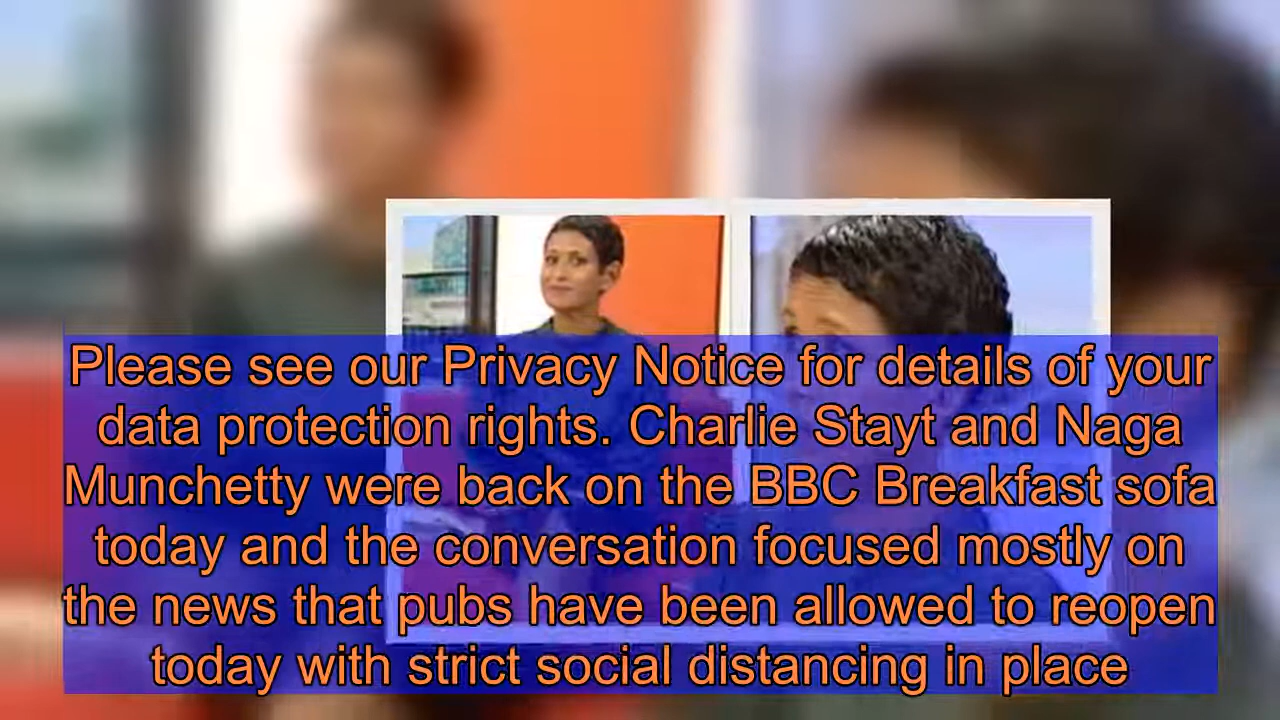 Please see our Privacy Notice for details of your
data protection rights. Charlie Stayt and Naga
Munchetty were back on the BBC Breakfast sofa
today and the conversation focused mostly on
the news that pubs have been allowed to reopen
today with strict social distancing in place